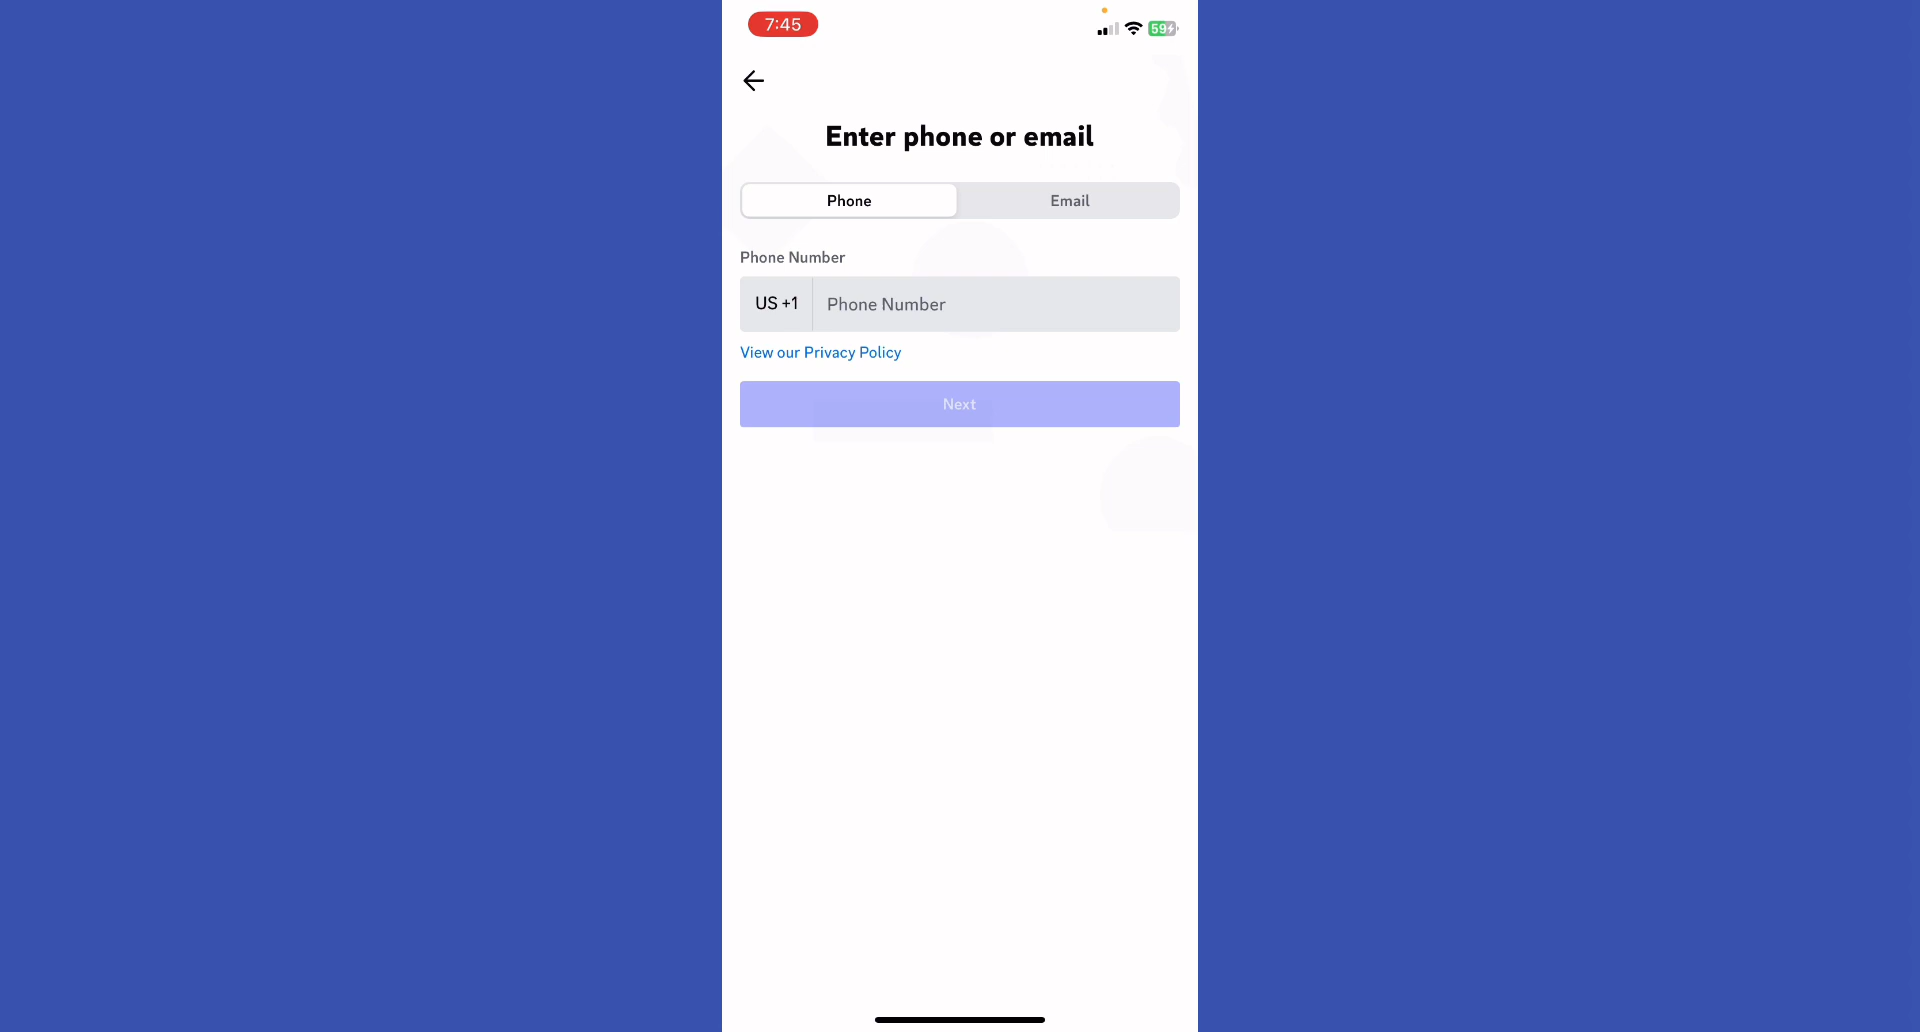 7:45
59
Enter phone or email
Phone
Email
Phone Number
US +1
Phone Number
View our Privacy Policy
Next